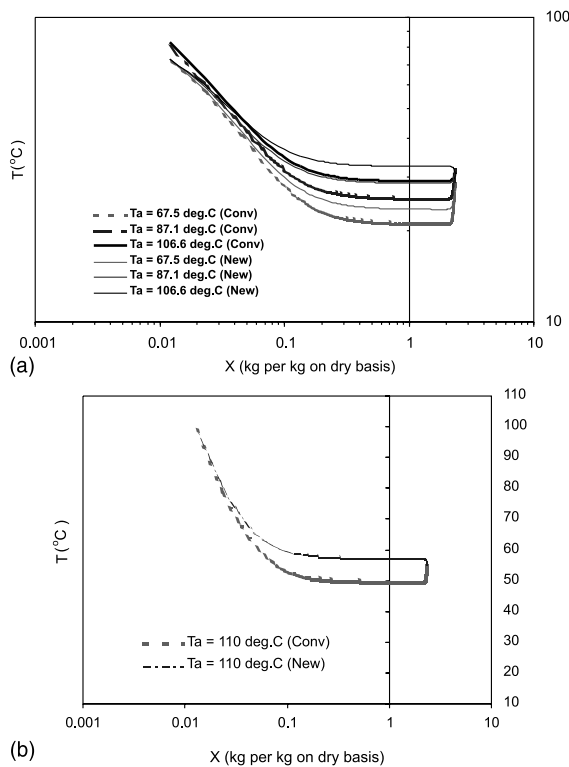 (a)
100
10
T(°C)
Ta = 67.5 deg.C (Conv)
Ta = 87.1 deg.C (Conv)
Ta = 106.6 deg.C (Conv)
Ta = 67.5 deg.C (New)
Ta = 87.1 deg.C (New)
Ta = 106.6 deg.C (New)
0.001 0.01 0.1 1 10
X (kg per kg on dry basis)
(b)
110
100
90
80
70
60
50
40
30
20
10
T(°C)
Ta = 110 deg.C (Conv)
Ta = 110 deg.C (New)
0.001 0.01 0.1 1 10
X (kg per kg on dry basis)